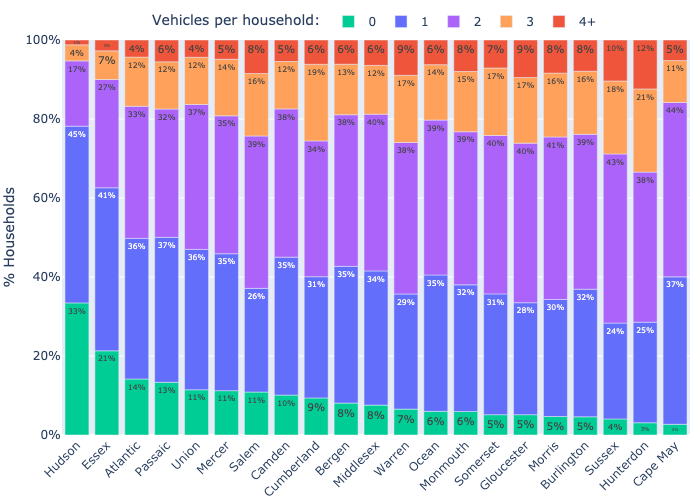 Vehicles per household: 0 1 2 3 4+
100% 4% 6% 4% 5% 8% 5% 6% 6% 6% 9% 6% 8% 7% 9% 8% 8% 10% 12% 5%
4% 7% 12% 12% 12% 14% 16% 12% 19% 13% 12% 17% 14% 15% 17% 17% 16% 16% 18% 21% 11%
17% 27% 33% 32% 37% 35% 39% 38% 34% 38% 40% 38% 39% 39% 40% 40% 41% 39% 43% 38% 44%
80%
45% 41% 36% 37% 36% 35% 26% 35% 31% 35% 34% 29% 35% 32% 31% 28% 30% 32% 24% 25% 37%
60%
% Households
40%
33% 21% 14% 13% 11% 11% 11% 10% 9% 8% 8% 7% 6% 6% 5% 5% 5% 5% 4% 3%
20%
0%
Hudson Essex Atlantic Passaic Union Mercer Salem Camden Cumberland Bergen Middlesex Warren Ocean Monmouth Somerset Gloucester Morris Burlington Sussex Hunterdon Cape May